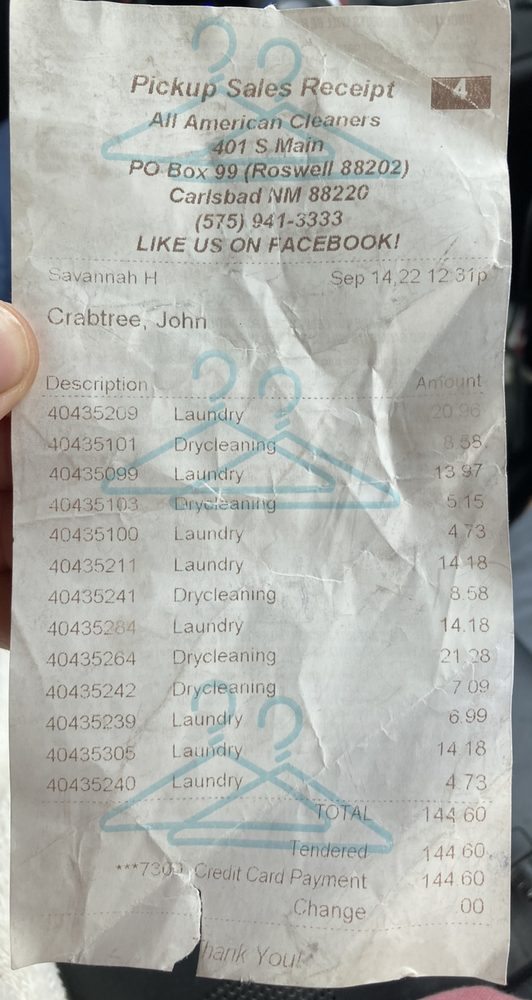 Pickup Sales Receipt 4
All American Cleaners
401 S Main
PO Box 99 (Roswell 88202)
Carlsbad NM 88220
(575) 941-3333
LIKE US ON FACEBOOK!
Savannah H Sep 14,22 12:31p
Crabtree, John
Description Amount
40435209 Laundry 20.96
40435101 Drycleaning 8.58
40435099 Laundry 13.97
40435103 Drycleaning 5.15
40435100 Laundry 4.73
40435211 Laundry 14.18
40435241 Drycleaning 8.58
40435284 Laundry 14.18
40435264 Drycleaning 21.28
40435242 Drycleaning 7.09
40435239 Laundry 6.99
40435305 Laundry 14.18
40435240 Laundry 4.73
TOTAL 144.60
Tendered 144.60
Credit Card Payment 144.60
Change .00
Thank You!